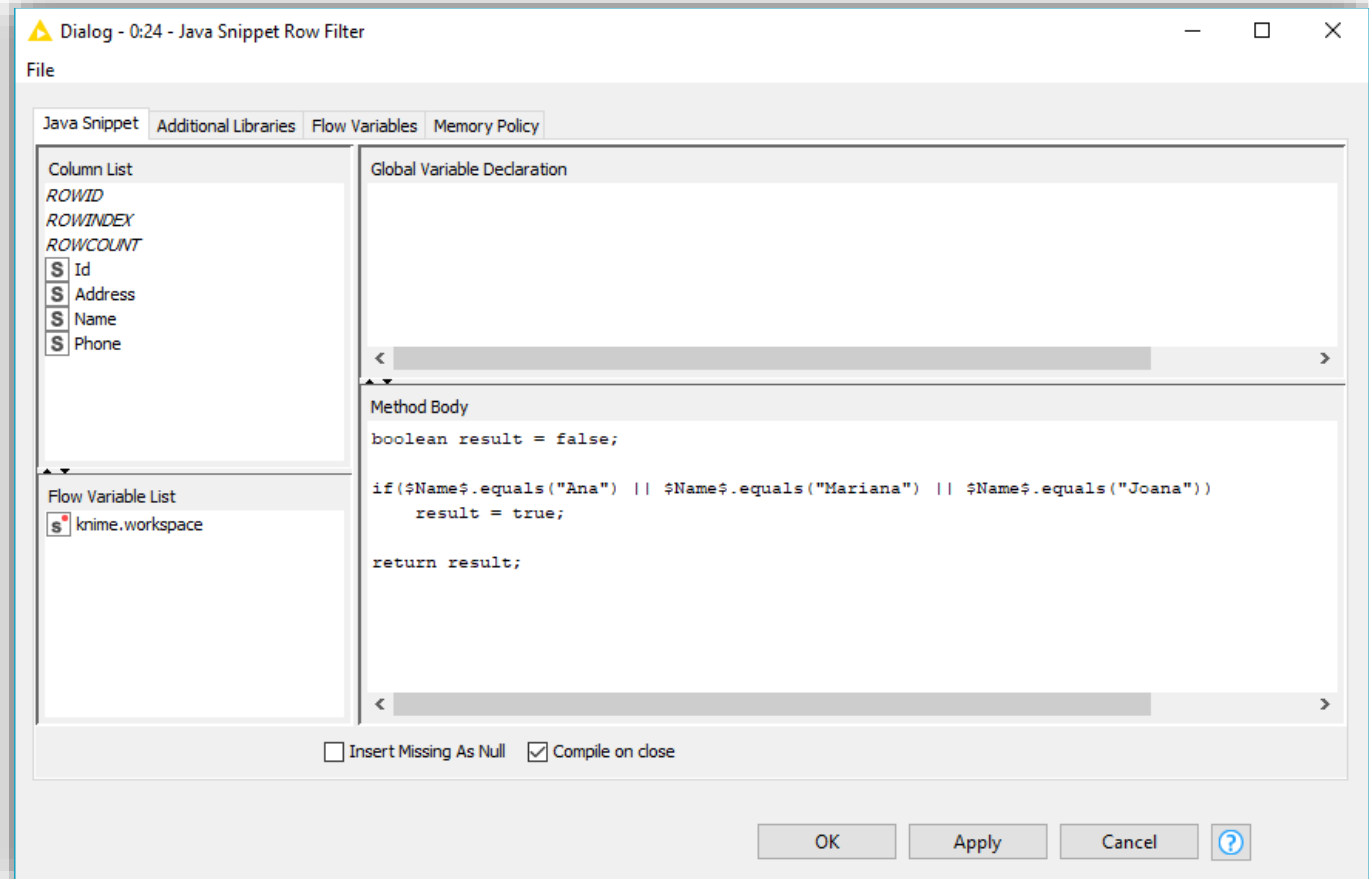 Dialog - 0:24 - Java Snippet Row Filter
File
Java Snippet Additional Libraries Flow Variables Memory Policy
Column List
ROWID
ROWINDEX
ROWCOUNT
S Id
S Address
S Name
S Phone
Flow Variable List
s knime.workspace
Global Variable Declaration
Method Body
boolean result = false;
if($Name$.equals("Ana") || $Name$.equals("Mariana") || $Name$.equals("Joana"))
result = true;
return result;
Insert Missing As Null Compile on close
OK Apply Cancel ?